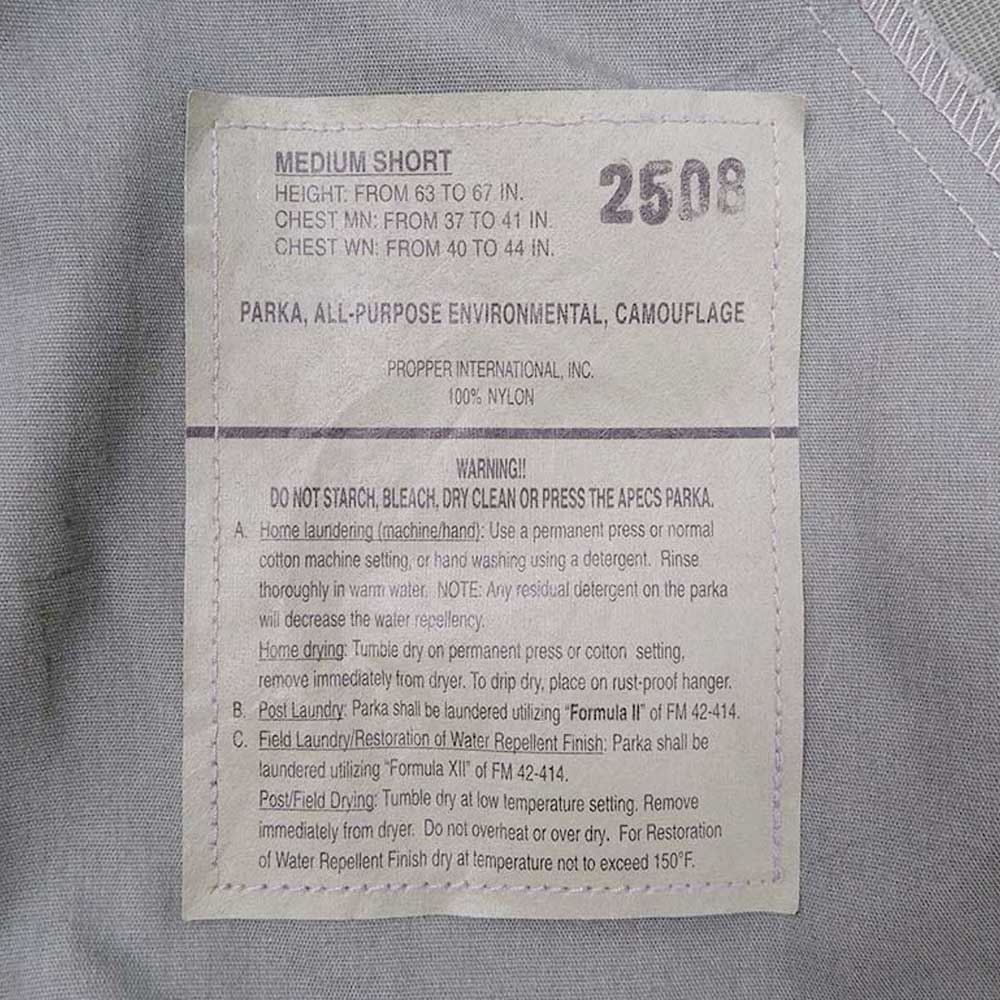 MEDIUM SHORT
2508
HEIGHT: FROM 63 TO 67 IN.
CHEST MN: FROM 37 TO 41 IN.
CHEST WN: FROM 40 TO 44 IN.
PARKA, ALL-PURPOSE ENVIRONMENTAL, CAMOUFLAGE
PROPPER INTERNATIONAL, INC.
100% NYLON
WARNING!!
DO NOT STARCH, BLEACH, DRY CLEAN OR PRESS THE APECS PARKA.
A. Home laundering (machine/hand): Use a permanent press or normal
cotton machine setting, or hand washing using a detergent. Rinse
thoroughly in warm water. NOTE: Any residual detergent on the parka
will decrease the water repellency.
Home drying: Tumble dry on permanent press or cotton setting,
remove immediately from dryer. To drip dry, place on rust-proof hanger.
B. Post Laundry: Parka shall be laundered utilizing "Formula II" of FM 42-414.
C. Field Laundry/Restoration of Water Repellent Finish: Parka shall be
laundered utilizing "Formula XII" of FM 42-414.
Post/Field Drying: Tumble dry at low temperature setting. Remove
immediately from dryer. Do not overheat or over dry. For Restoration
of Water Repellent Finish dry at temperature not to exceed 150°F.